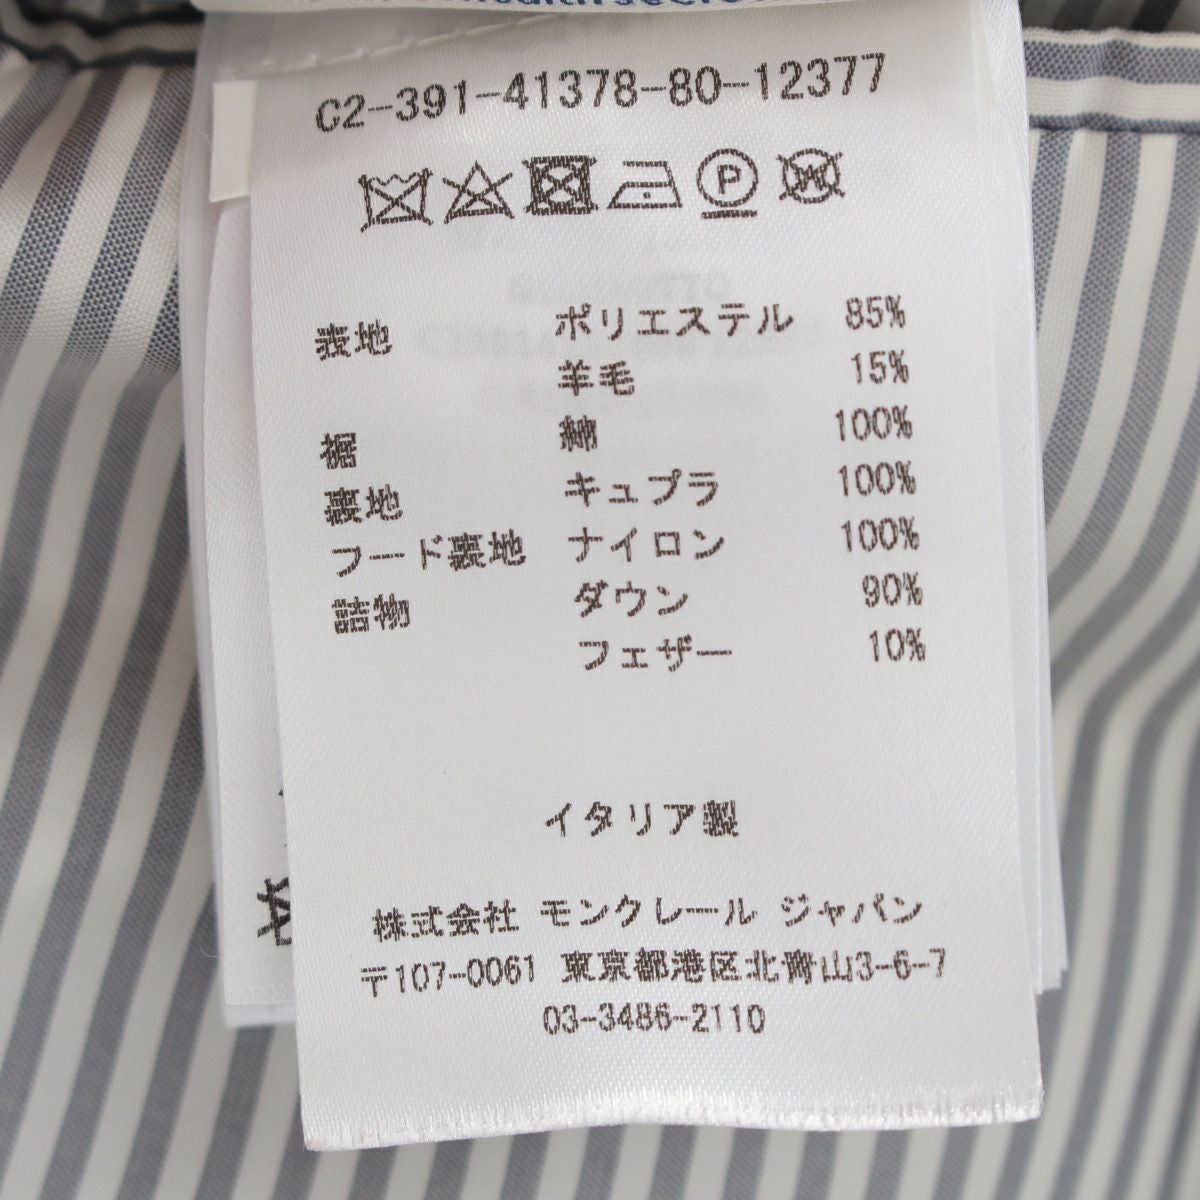 C2-391-41378-80-12377
P W
表地 ポリエステル 85%
羊毛 15%
裾 綿 100%
裏地 キュプラ 100%
フード裏地 ナイロン 100%
詰物 ダウン 90%
フェザー 10%
イタリア製
株式会社 モンクレール ジャパン
〒107-0061 東京都港区北青山3-6-7
03-3486-2110